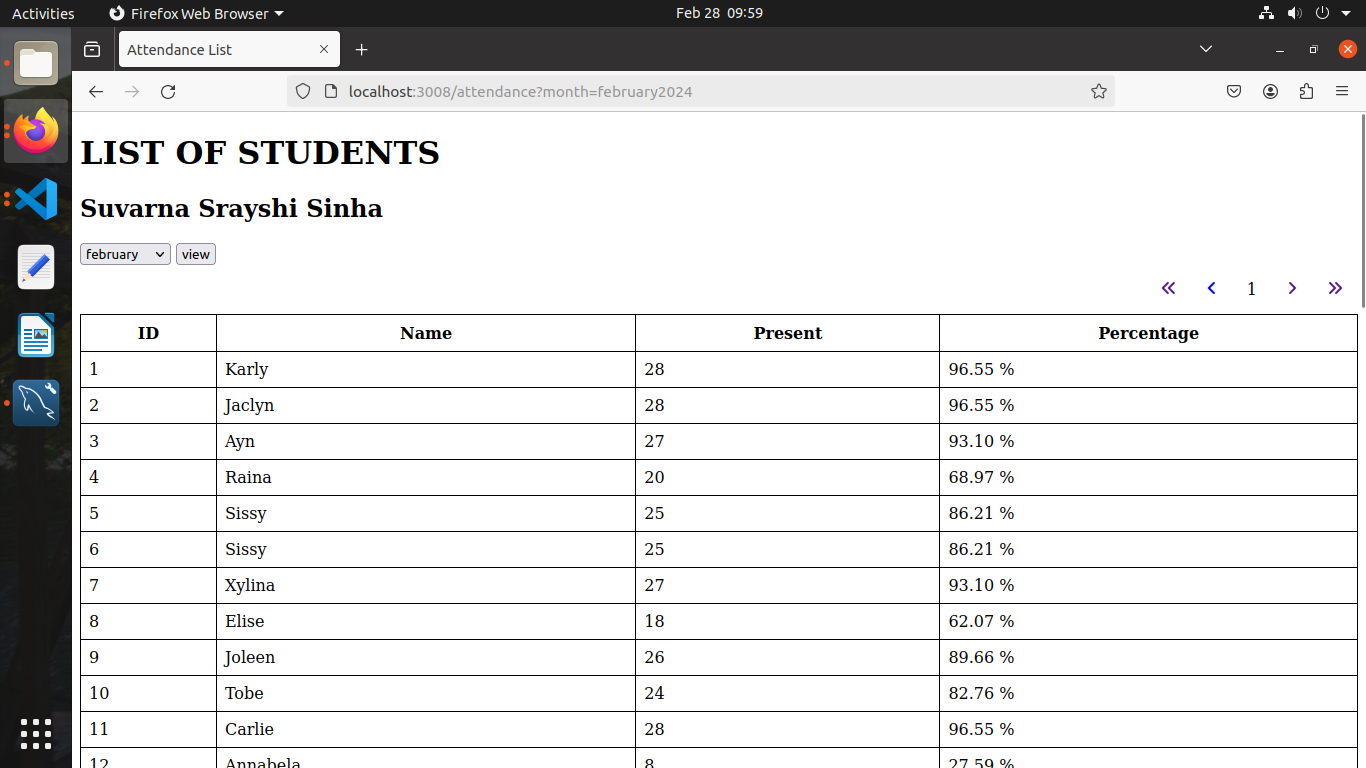 Activities Firefox Web Browser Feb 28 09:59
Attendance List
localhost:3008/attendance?month=february2024
LIST OF STUDENTS
Suvarna Srayshi Sinha
february view
1
ID Name Present Percentage
1 Karly 28 96.55 %
2 Jaclyn 28 96.55 %
3 Ayn 27 93.10 %
4 Raina 20 68.97 %
5 Sissy 25 86.21 %
6 Sissy 25 86.21 %
7 Xylina 27 93.10 %
8 Elise 18 62.07 %
9 Joleen 26 89.66 %
10 Tobe 24 82.76 %
11 Carlie 28 96.55 %
12 Annabela 8 27.59 %